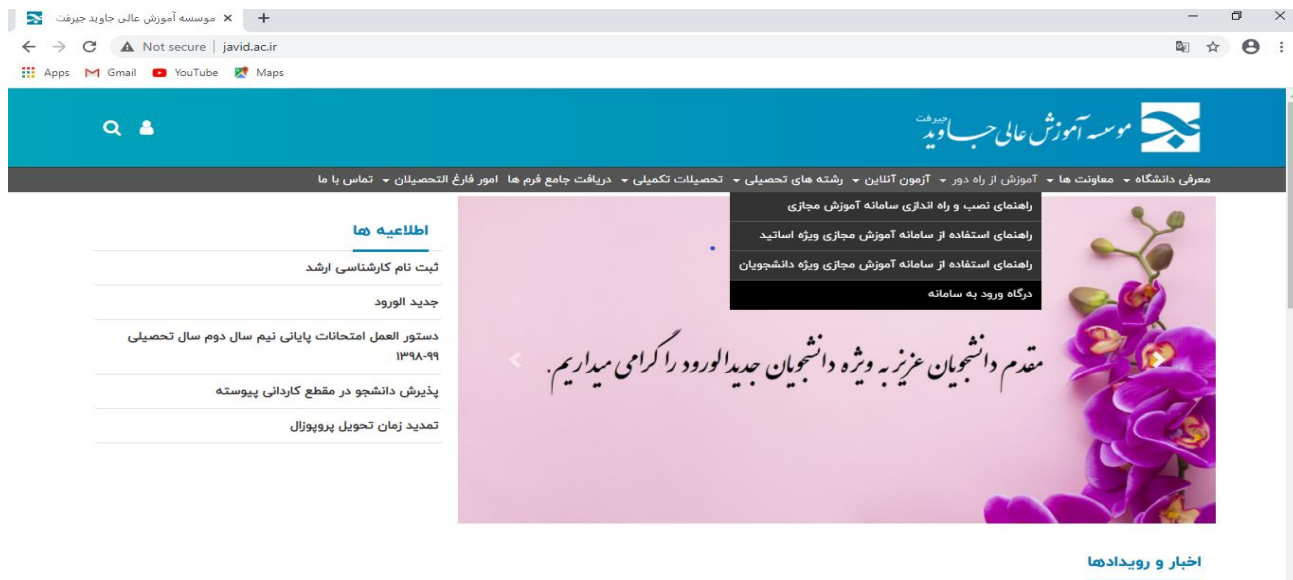 موسسه آموزش عالی جاوید جیرفت
Not secure | javid.ac.ir
Apps Gmail YouTube Maps
موسسه آموزش عالی جـــاوید جیرفت
معرفی دانشگاه معاونت ها آموزش از راه دور آزمون آنلاین رشته های تحصیلی تحصیلات تکمیلی دریافت جامع فرم ها امور فارغ التحصیلان تماس با ما
راهنمای نصب و راه اندازی سامانه آموزش مجازی
راهنمای استفاده از سامانه آموزش مجازی ویژه اساتید
راهنمای استفاده از سامانه آموزش مجازی ویژه دانشجویان
درگاه ورود به سامانه
مقدم دانشجویان عزیز به ویژه دانشجویان جدیدالورود را گرامی میداریم.
اطلاعیه ها
ثبت نام کارشناسی ارشد
جدید الورود
دستور العمل امتحانات پایانی نیم سال دوم سال تحصیلی
۱۳۹۸-۹۹
پذیرش دانشجو در مقطع کاردانی پیوسته
تمدید زمان تحویل پروپوزال
اخبار و رویدادها